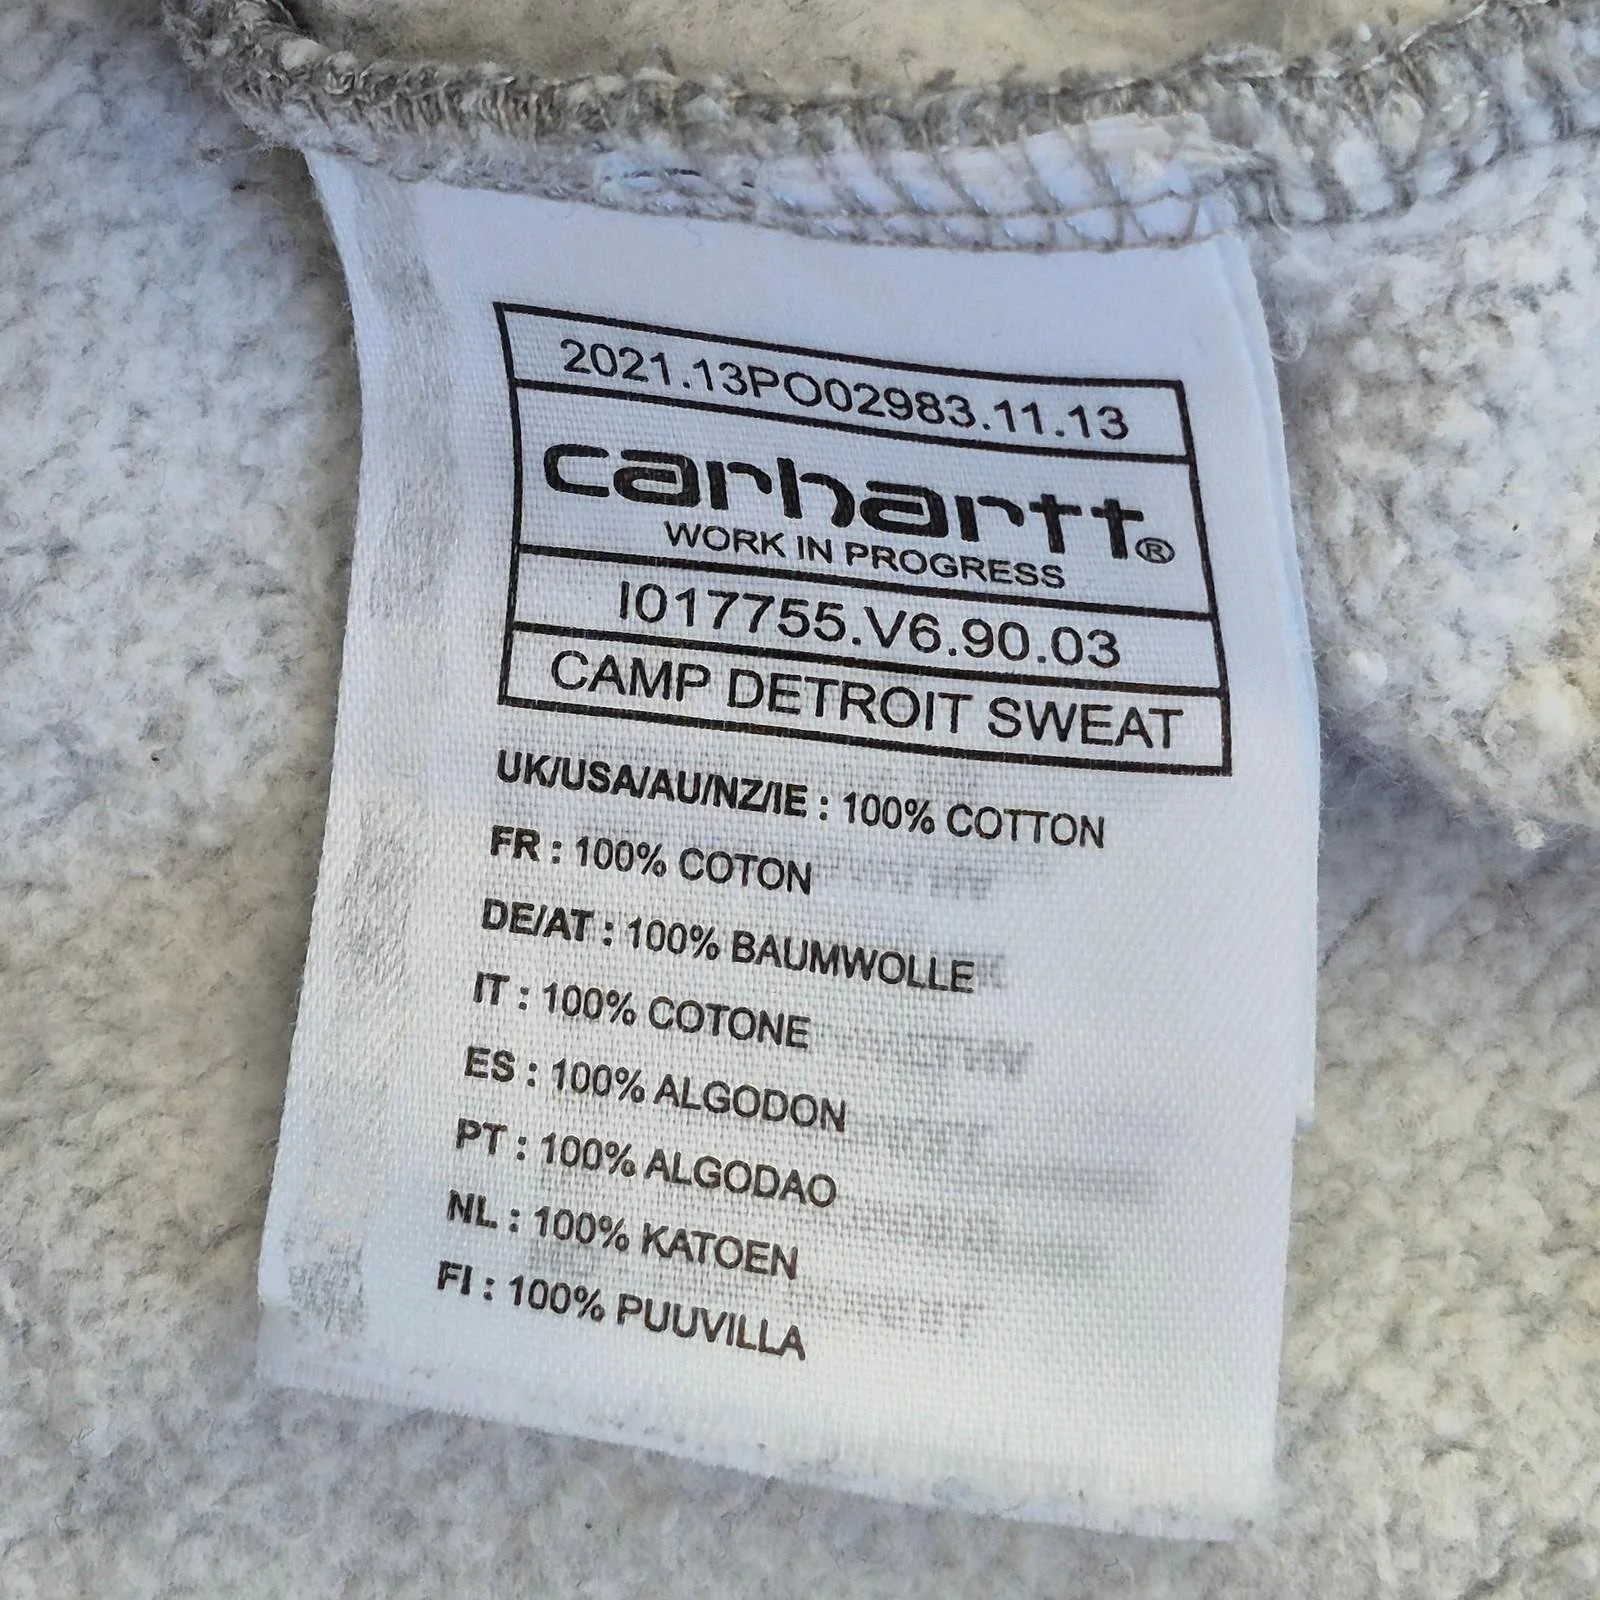 2021.13PO02983.11.13
carhartt®
WORK IN PROGRESS
I017755.V6.90.03
CAMP DETROIT SWEAT
UK/USA/AU/NZ/IE : 100% COTTON
FR : 100% COTON
DE/AT : 100% BAUMWOLLE
IT : 100% COTONE
ES : 100% ALGODON
PT : 100% ALGODAO
NL : 100% KATOEN
FI : 100% PUUVILLA